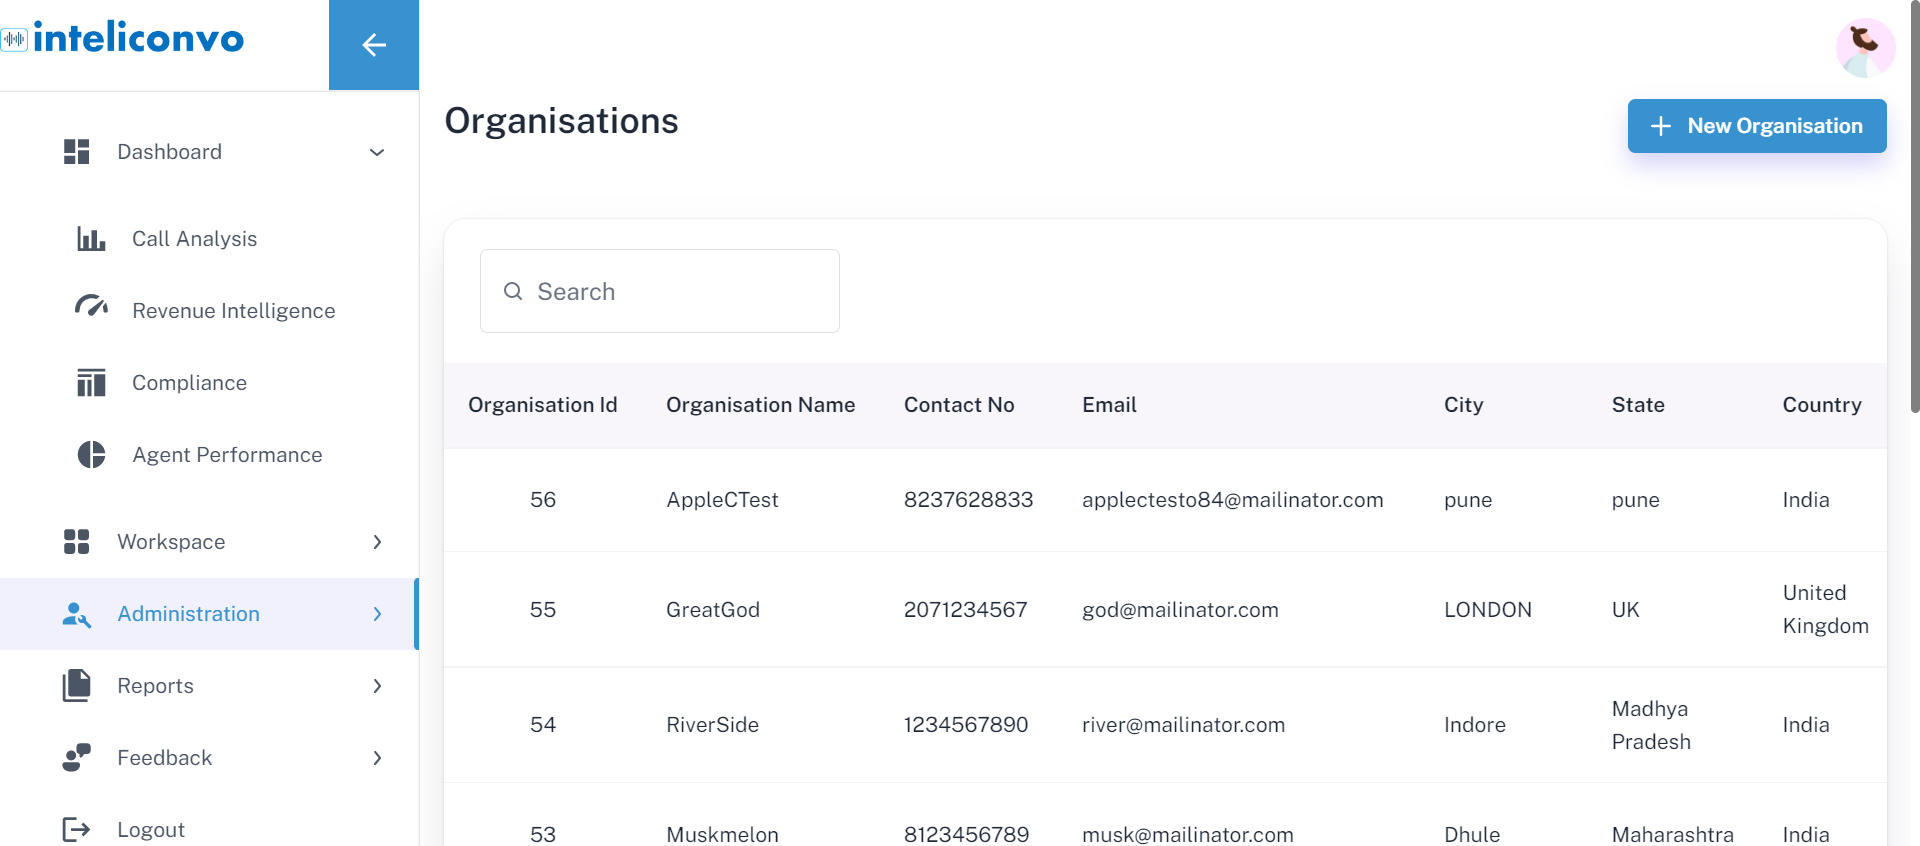 inteliconvo
Dashboard
Call Analysis
Revenue Intelligence
Compliance
Agent Performance
Workspace
Administration
Reports
Feedback
Logout
Organisations
New Organisation
Search
Organisation Id Organisation Name Contact No Email City State Country
56 AppleCTest 8237628833 applectesto84@mailinator.com pune pune India
55 GreatGod 2071234567 god@mailinator.com LONDON UK United
Kingdom
54 RiverSide 1234567890 river@mailinator.com Indore Madhya
Pradesh India
53 Muskmelon 8123456789 musk@mailinator.com Dhule Maharashtra India